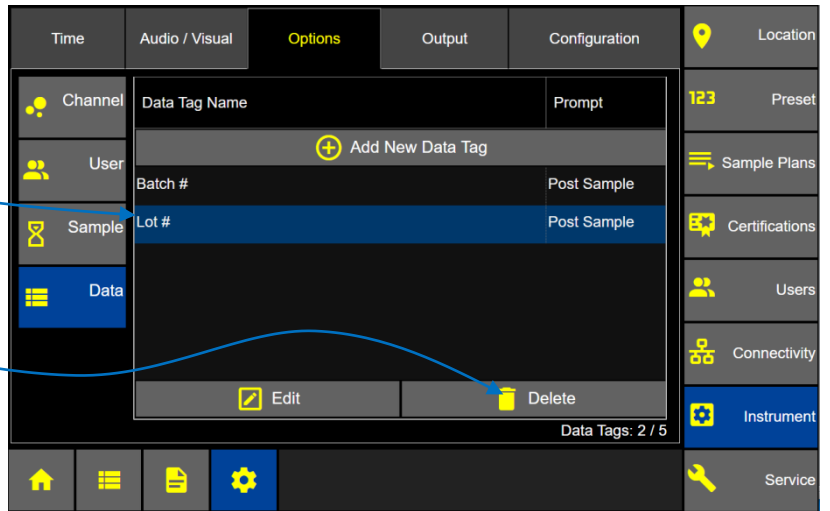 Time Audio / Visual Options Output Configuration
Channel
User
Sample
Data
Data Tag Name Prompt
Add New Data Tag
Batch # Post Sample
Lot # Post Sample
Edit Delete
Data Tags: 2 / 5
Location
123 Preset
Sample Plans
Certifications
Users
Connectivity
Instrument
Service